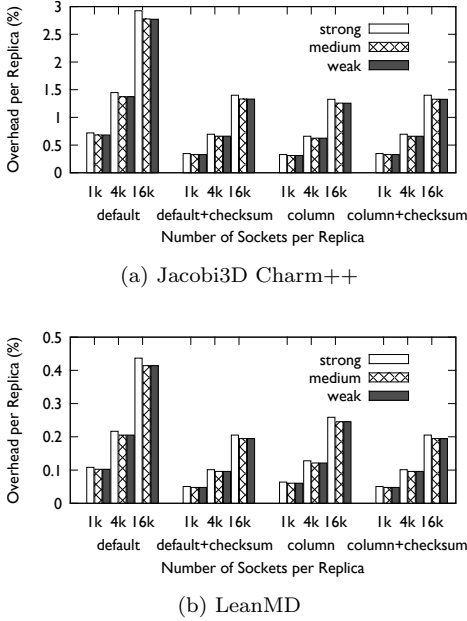 Overhead per Replica (%)
3
2.5
2
1.5
1
0.5
0
strong
medium
weak
1k 4k 16k 1k 4k 16k 1k 4k 16k 1k 4k 16k
default default+checksum column column+checksum
Number of Sockets per Replica
(a) Jacobi3D Charm++
Overhead per Replica (%)
0.5
0.4
0.3
0.2
0.1
0
strong
medium
weak
1k 4k 16k 1k 4k 16k 1k 4k 16k 1k 4k 16k
default default+checksum column column+checksum
Number of Sockets per Replica
(b) LeanMD